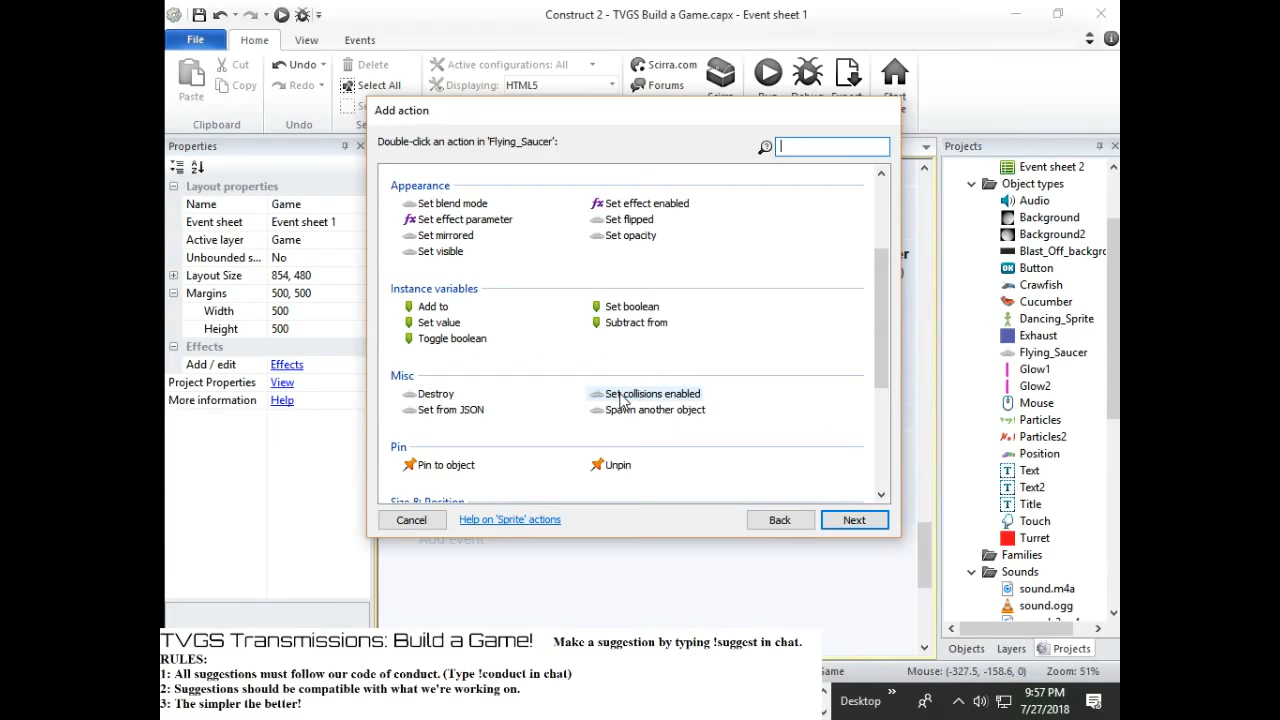 Construct 2 - TVGS Build a Game.capx - Event sheet 1
File Home View Events
Paste Cut Copy Clipboard
Undo Redo Undo
Delete Select All
Active configurations: All
Displaying: HTML5
Scirra.com
Forums
Properties
Layout properties
Name Game
Event sheet Event sheet 1
Active layer Game
Unbounded s... No
Layout Size 854, 480
Margins 500, 500
Width 500
Height 500
Effects
Add / edit Effects
Project Properties View
More information Help
Add action
Double-click an action in 'Flying_Saucer':
Appearance
Set blend mode Set effect enabled
Set effect parameter Set flipped
Set mirrored Set opacity
Set visible
Instance variables
Add to Set boolean
Set value Subtract from
Toggle boolean
Misc
Destroy Set collisions enabled
Set from JSON Spawn another object
Pin
Pin to object Unpin
Size & Position
Cancel Help on 'Sprite' actions Back Next
Add event
Projects
Event sheet 2
Object types
Audio
Background
Background2
Blast_Off_backgro
Button
Crawfish
Cucumber
Dancing_Sprite
Exhaust
Flying_Saucer
Glow1
Glow2
Mouse
Particles
Particles2
Position
Text
Text2
Title
Touch
Turret
Families
Sounds
sound.m4a
sound.ogg
Objects Layers Projects
Mouse: (-327.5, -158.6, 0) Zoom: 51%
TVGS Transmissions: Build a Game! Make a suggestion by typing !suggest in chat.
RULES:
1: All suggestions must follow our code of conduct. (Type !conduct in chat)
2: Suggestions should be compatible with what we're working on.
3: The simpler the better!
Desktop
9:57 PM
7/27/2018